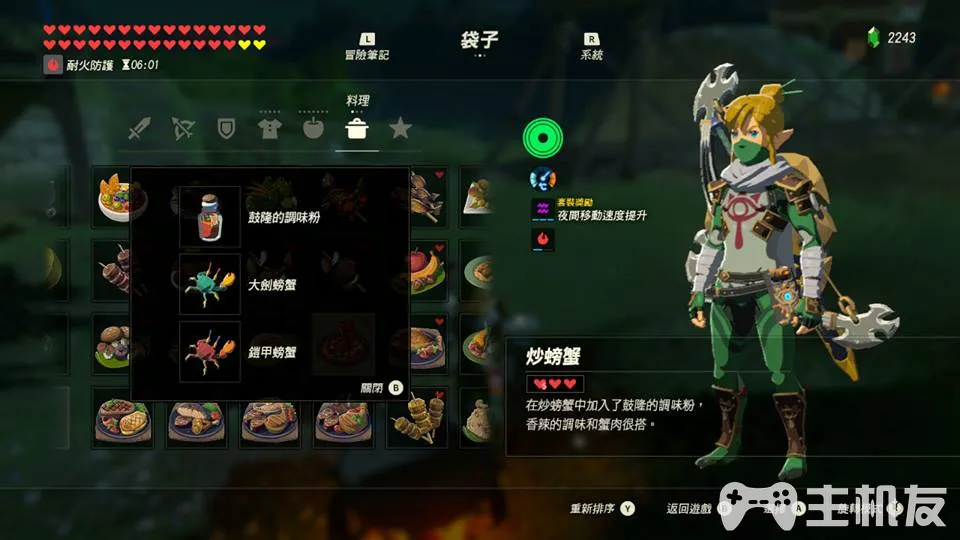 L
冒險筆記
袋子
R
系統
2243
耐火防護 06:01
料理
鼓隆的調味粉
大劍螃蟹
鎧甲螃蟹
關閉 B
套裝獎勵
夜間移動速度提升
炒螃蟹
在炒螃蟹中加入了鼓隆的調味粉，
香辣的調味和蟹肉很搭。
重新排序 Y
返回遊戲
主机友